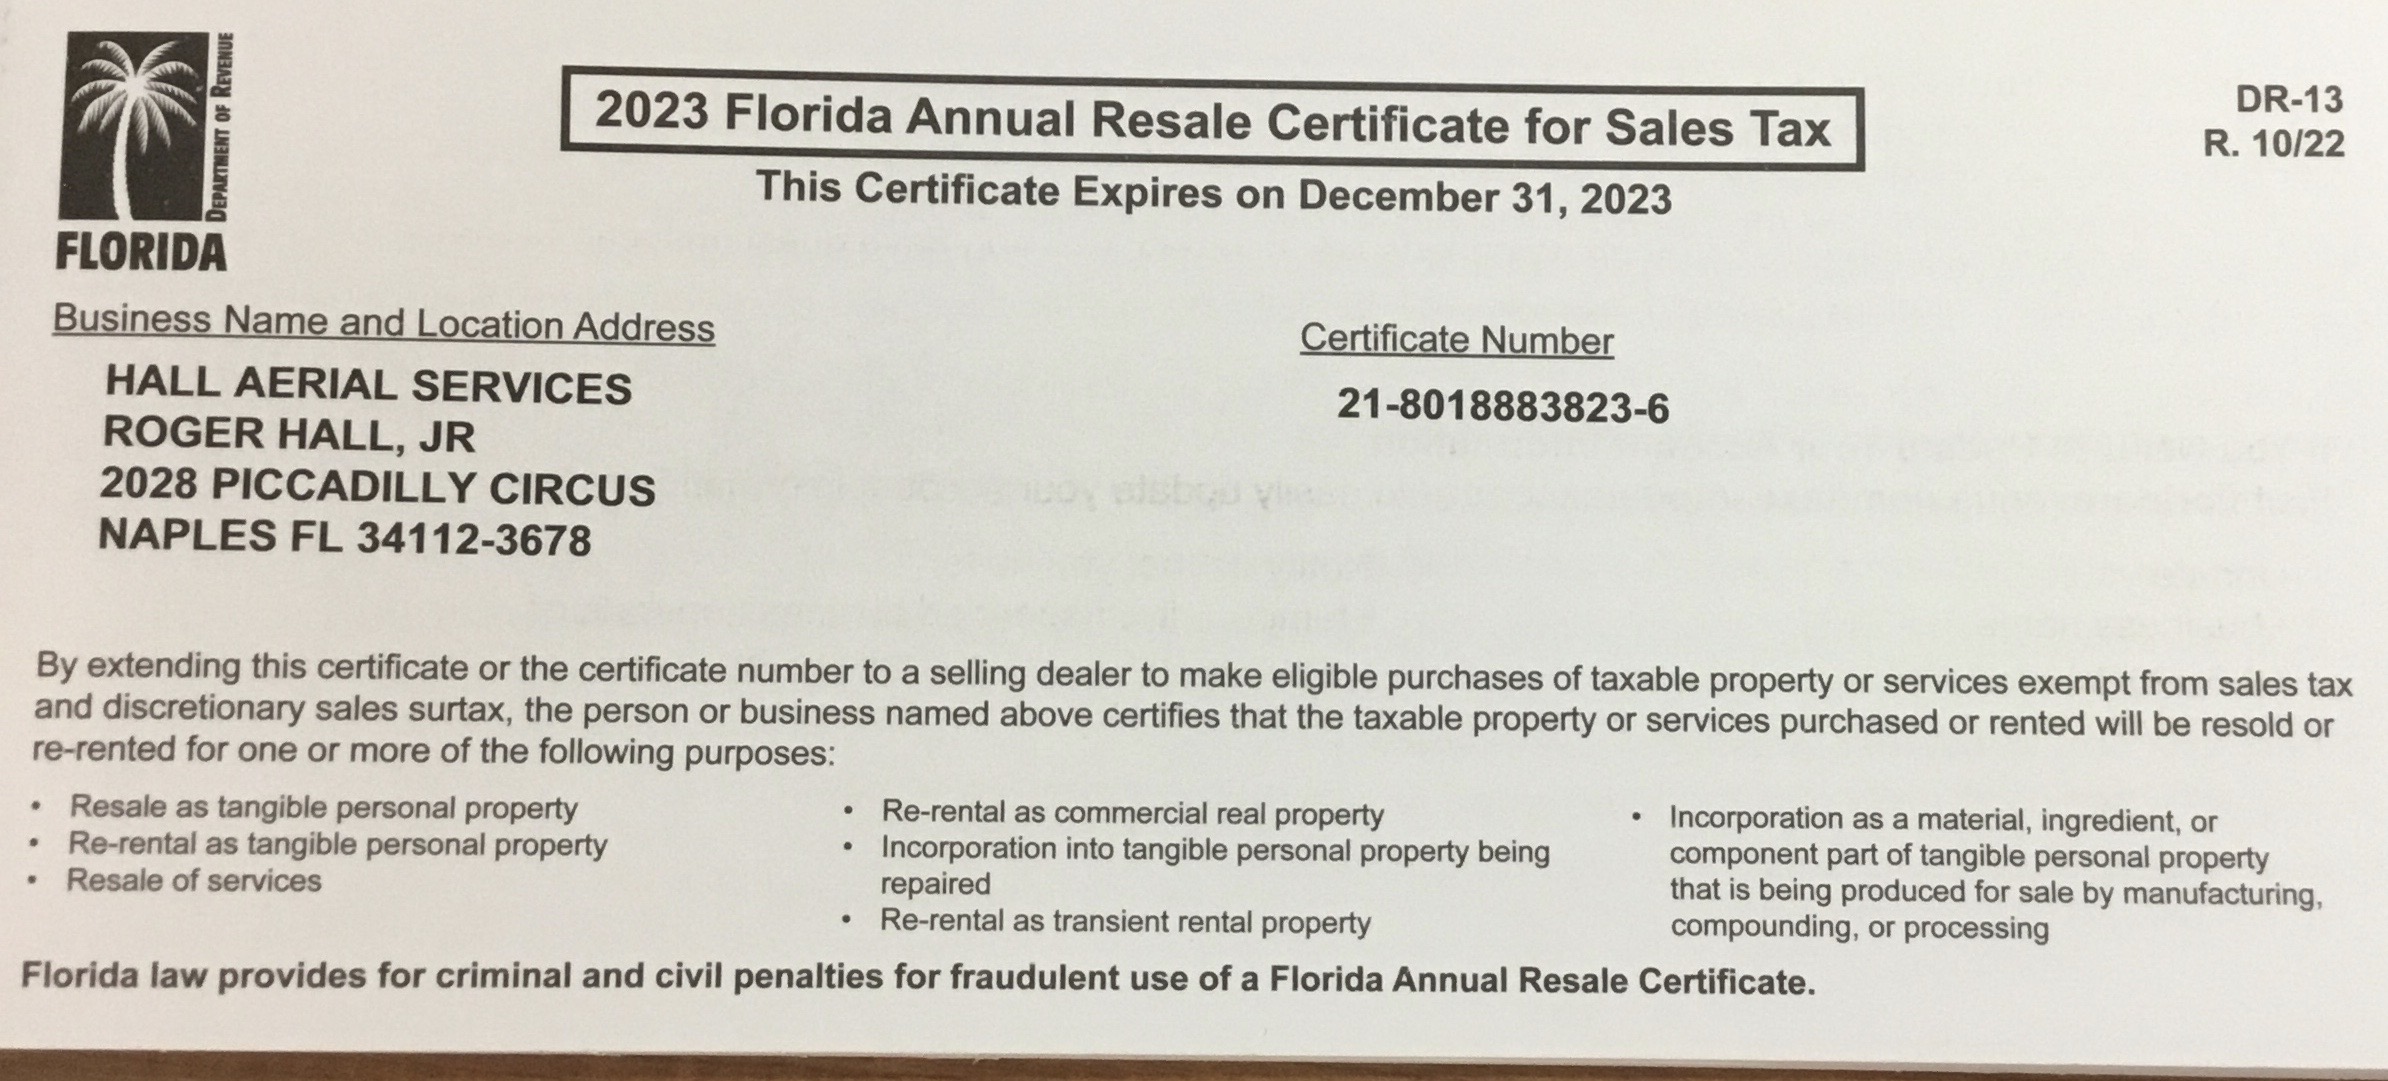 DEPARTMENT OF REVENUE
FLORIDA
2023 Florida Annual Resale Certificate for Sales Tax
This Certificate Expires on December 31, 2023
DR-13
R. 10/22
Business Name and Location Address
HALL AERIAL SERVICES
ROGER HALL, JR
2028 PICCADILLY CIRCUS
NAPLES FL 34112-3678
Certificate Number
21-8018883823-6
By extending this certificate or the certificate number to a selling dealer to make eligible purchases of taxable property or services exempt from sales tax
and discretionary sales surtax, the person or business named above certifies that the taxable property or services purchased or rented will be resold or
re-rented for one or more of the following purposes:
• Resale as tangible personal property
• Re-rental as tangible personal property
• Resale of services
• Re-rental as commercial real property
• Incorporation into tangible personal property being
repaired
• Re-rental as transient rental property
• Incorporation as a material, ingredient, or
component part of tangible personal property
that is being produced for sale by manufacturing,
compounding, or processing
Florida law provides for criminal and civil penalties for fraudulent use of a Florida Annual Resale Certificate.